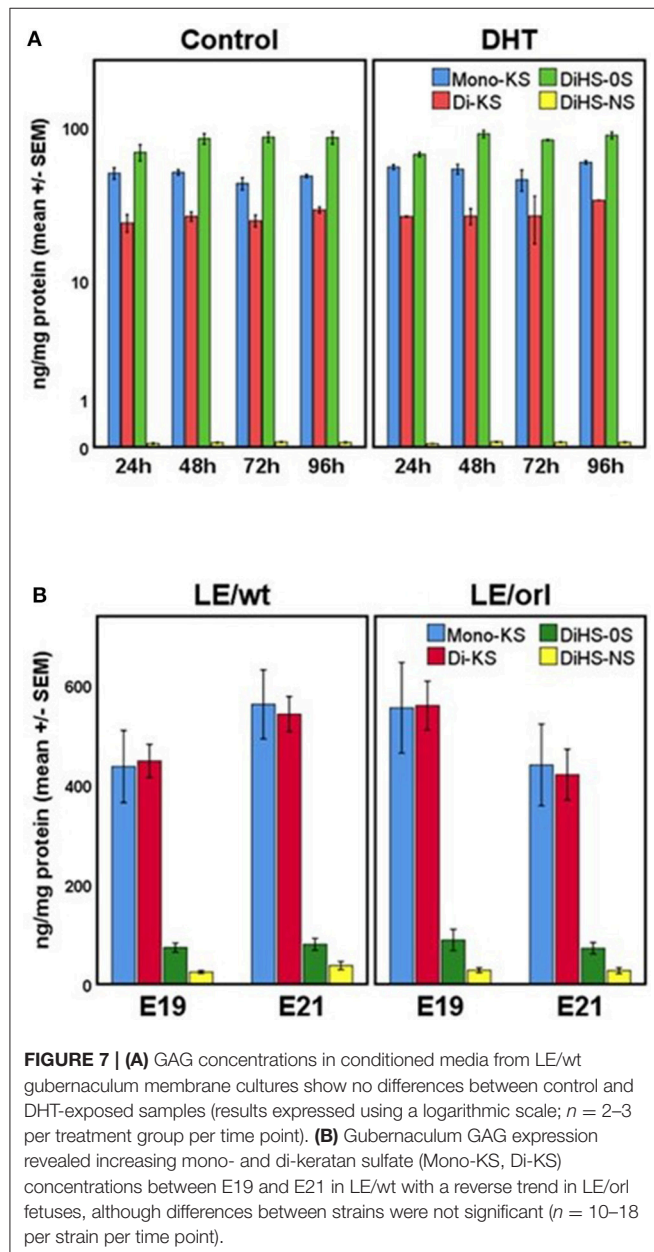 A
Control
DHT
Mono-KS
DiHS-0S
Di-KS
DiHS-NS
ng/mg protein (mean +/- SEM)
100
10
1
0
24h 48h 72h 96h
24h 48h 72h 96h
B
LE/wt
LE/orl
Mono-KS
DiHS-0S
Di-KS
DiHS-NS
ng/mg protein (mean +/- SEM)
600
400
200
0
E19 E21
E19 E21
FIGURE 7 | (A) GAG concentrations in conditioned media from LE/wt
gubernaculum membrane cultures show no differences between control and
DHT-exposed samples (results expressed using a logarithmic scale; n = 2–3
per treatment group per time point). (B) Gubernaculum GAG expression
revealed increasing mono- and di-keratan sulfate (Mono-KS, Di-KS)
concentrations between E19 and E21 in LE/wt with a reverse trend in LE/orl
fetuses, although differences between strains were not significant (n = 10–18
per strain per time point).